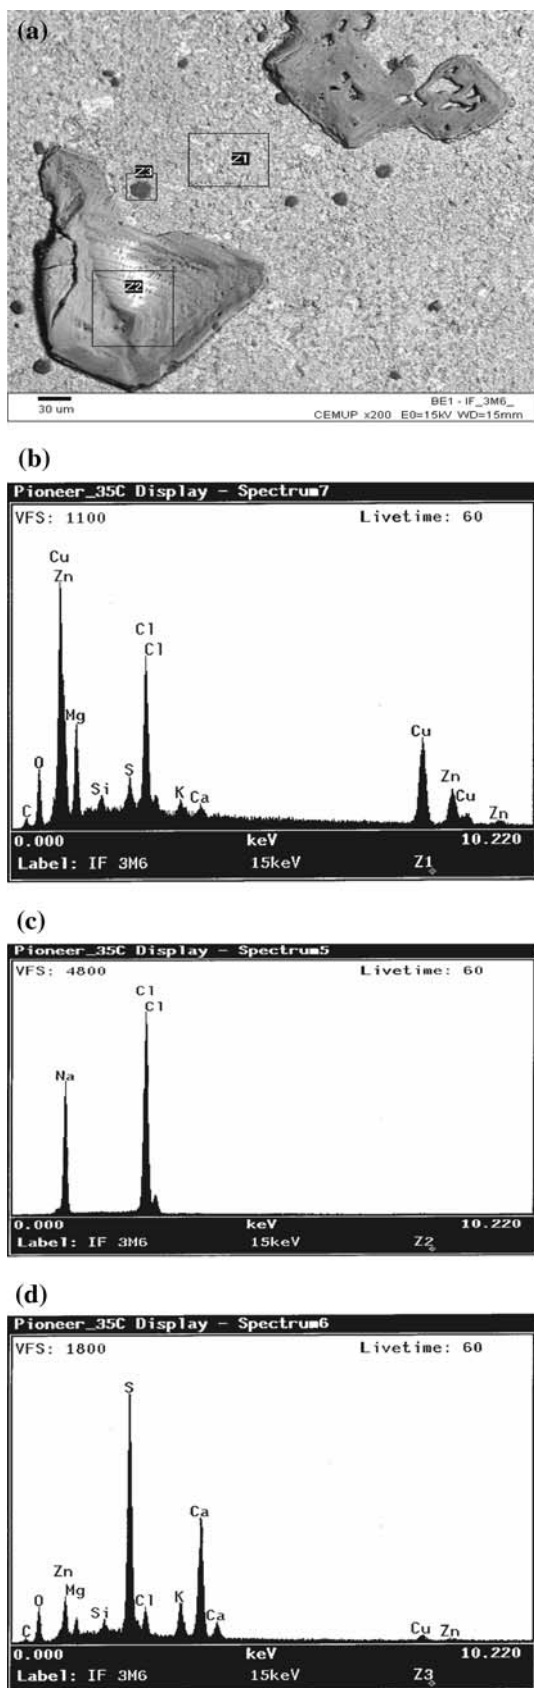 (a)
Z3
Z1
Z2
30 um
BE1 - IF_3M6_
CEMUP x200 E0=15kV WD=15mm
(b)
Pioneer_35C Display - Spectrum7
VFS: 1100 Livetime: 60
Cu
Zn
Cl
Cl
Mg
O
Si
S
K
Ca
C
Cu
Zn
Cu
Zn
0.000 keV 10.220
Label: IF 3M6 15keV Z1
(c)
Pioneer_35C Display - Spectrum5
VFS: 4800 Livetime: 60
Cl
Cl
Na
0.000 keV 10.220
Label: IF 3M6 15keV Z2
(d)
Pioneer_35C Display - Spectrum6
VFS: 1800 Livetime: 60
S
Ca
Zn
Mg
O
Si
Cl
K
Ca
C
Cu
Zn
0.000 keV 10.220
Label: IF 3M6 15keV Z3